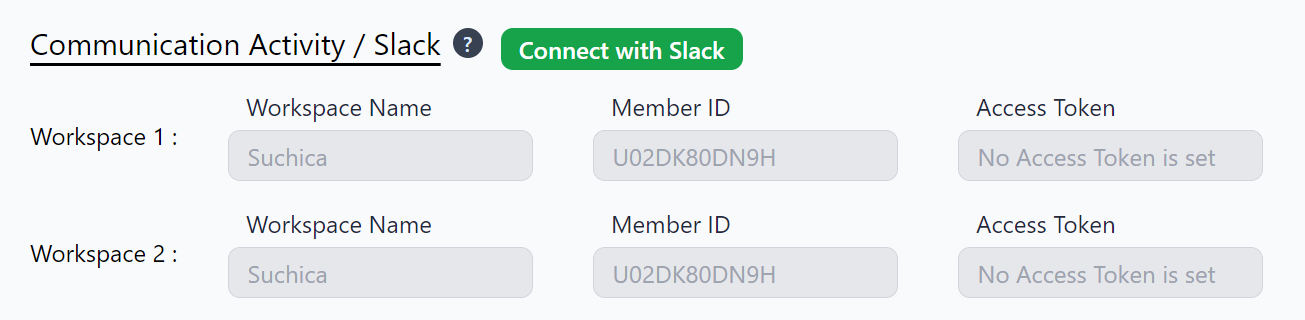 Communication Activity / Slack ? Connect with Slack
Workspace Name Member ID Access Token
Workspace 1 :
Suchica U02DK80DN9H No Access Token is set
Workspace Name Member ID Access Token
Workspace 2 :
Suchica U02DK80DN9H No Access Token is set